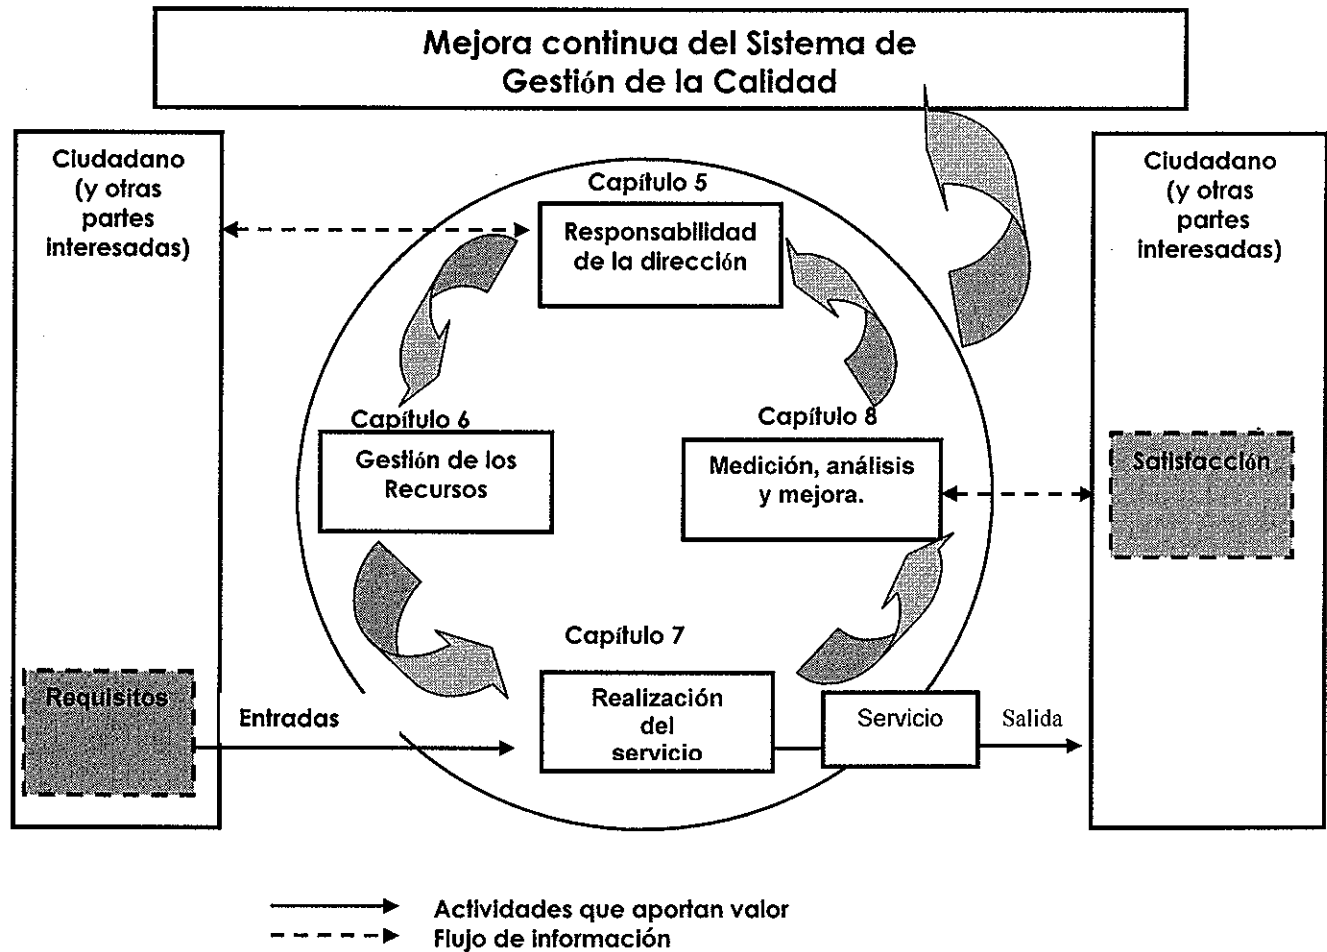 Mejora continua del Sistema de
Gestión de la Calidad
Ciudadano
(y otras
partes
interesadas)
Capítulo 5
Responsabilidad
de la dirección
Ciudadano
(y otras
partes
interesadas)
Capítulo 6
Gestión de los
Recursos
Capítulo 8
Medición, análisis
y mejora.
Satisfacción
Capítulo 7
Requisitos
Entradas
Realización
del
servicio
Servicio
Salida
Actividades que aportan valor
Flujo de información